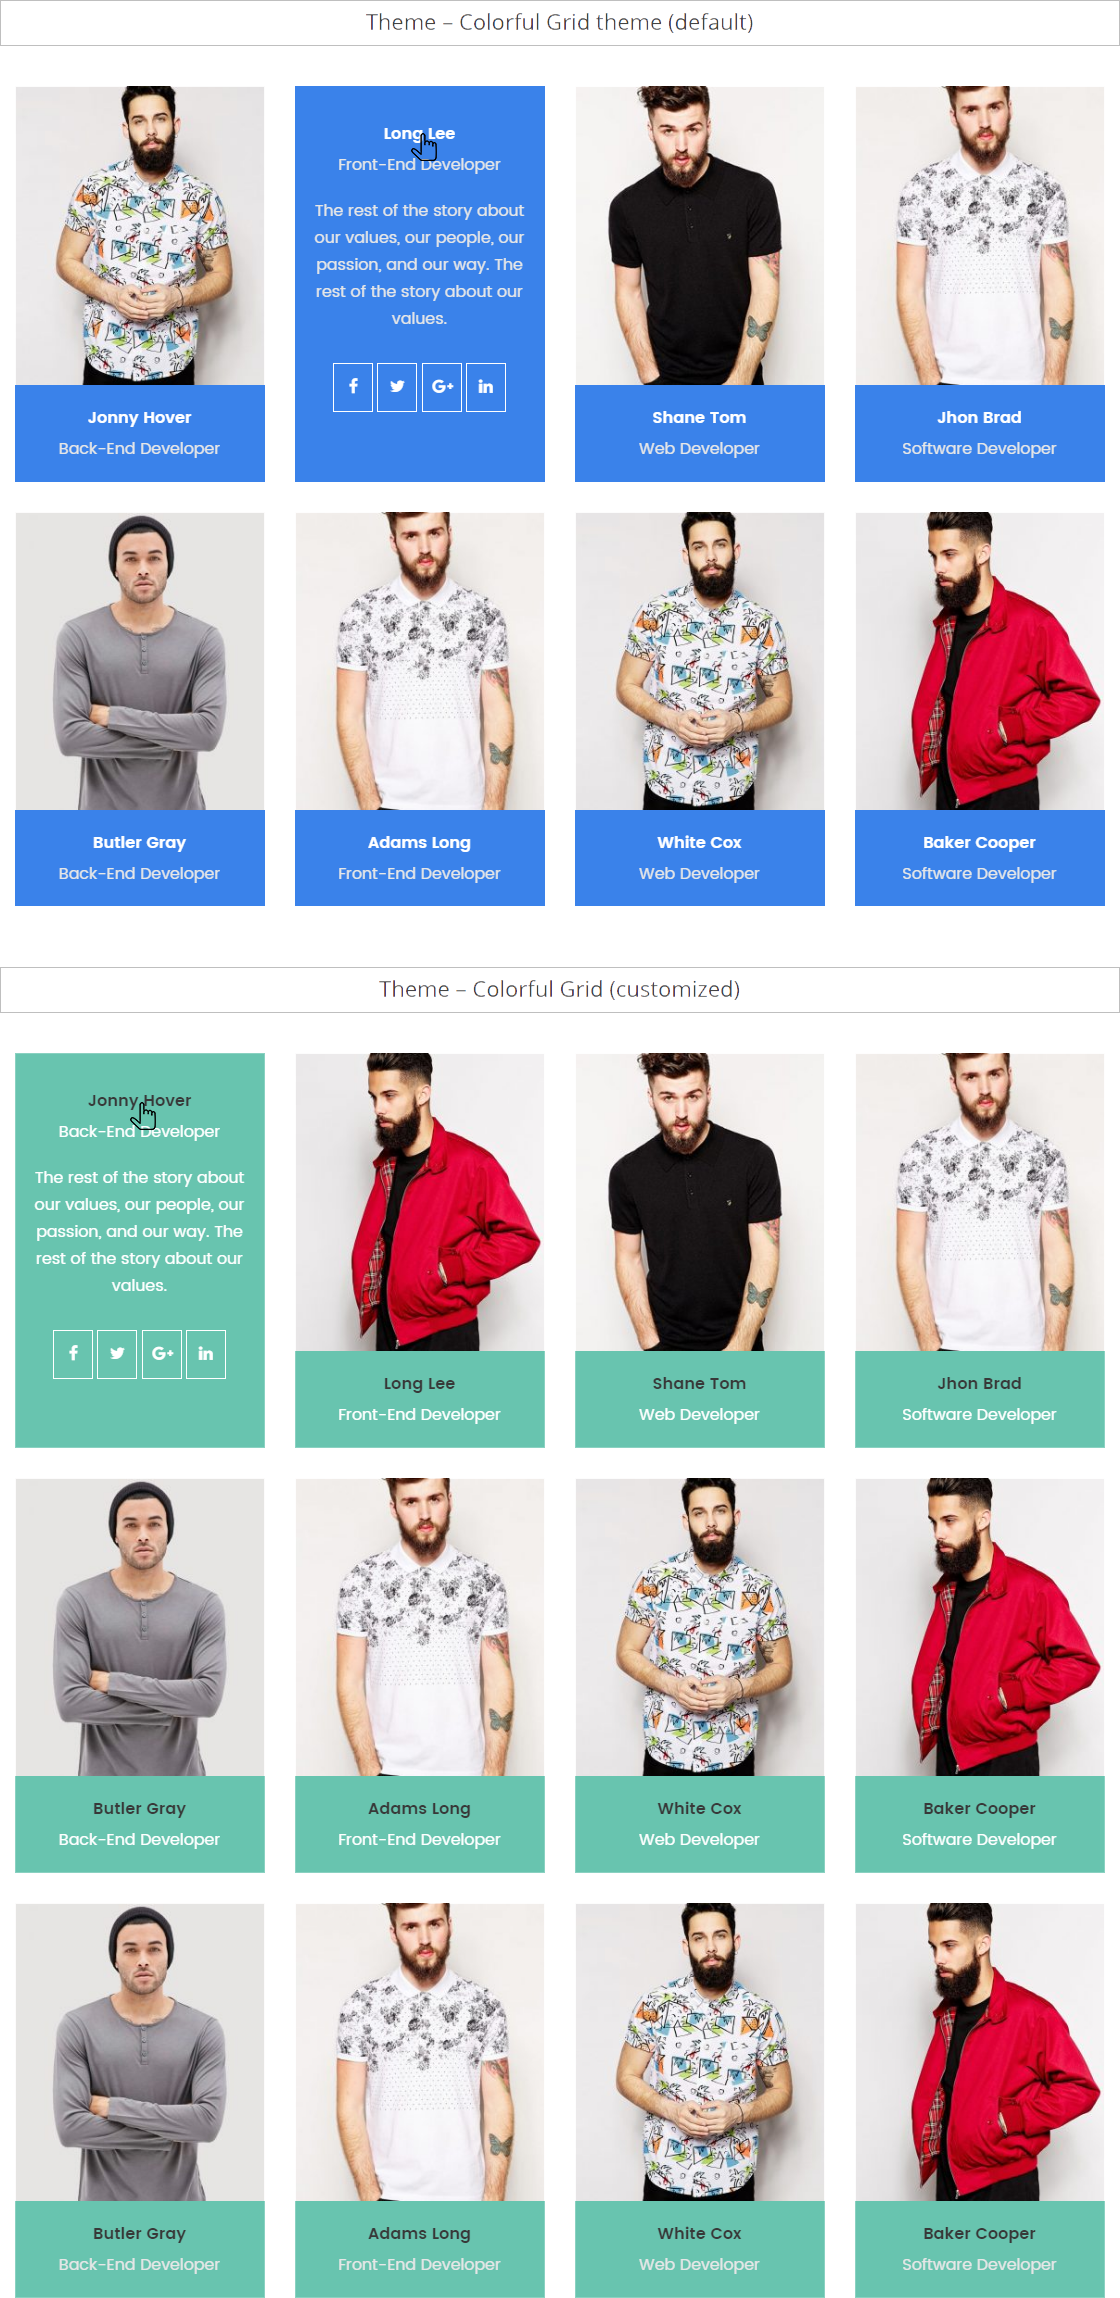 Theme – Colorful Grid theme (default)
Long Lee
Front-End Developer
The rest of the story about
our values, our people, our
passion, and our way. The
rest of the story about our
values.
f G+ in
Jonny Hover
Back-End Developer
Shane Tom
Web Developer
Jhon Brad
Software Developer
Butler Gray
Back-End Developer
Adams Long
Front-End Developer
White Cox
Web Developer
Baker Cooper
Software Developer
Theme – Colorful Grid (customized)
Jonny Hover
Back-End Developer
The rest of the story about
our values, our people, our
passion, and our way. The
rest of the story about our
values.
f G+ in
Long Lee
Front-End Developer
Shane Tom
Web Developer
Jhon Brad
Software Developer
Butler Gray
Back-End Developer
Adams Long
Front-End Developer
White Cox
Web Developer
Baker Cooper
Software Developer
Butler Gray
Back-End Developer
Adams Long
Front-End Developer
White Cox
Web Developer
Baker Cooper
Software Developer